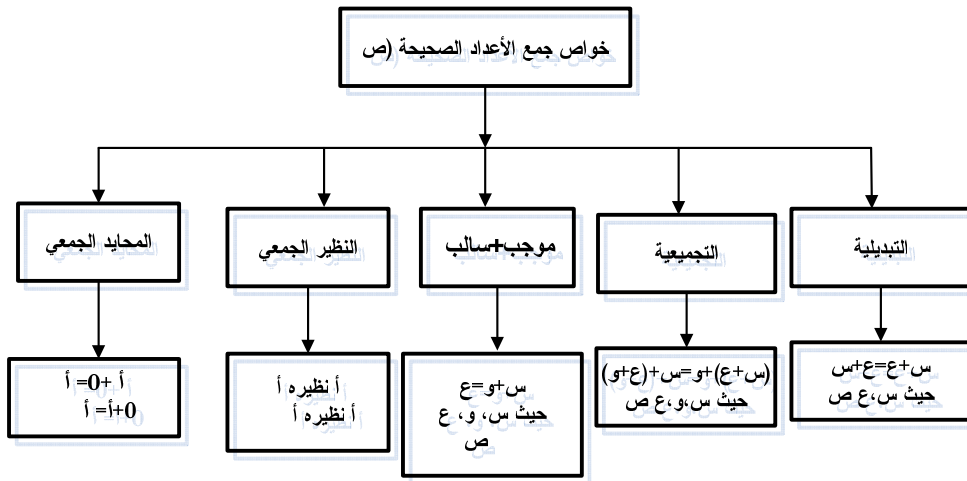 خواص جمع الأعداد الصحيحة (ص
التبديلية
التجميعية
موجب+سالب
النظير الجمعي
المحايد الجمعي
س+ع=ع+س
حيث س،ع ص
(س+ع)+و=س+(ع+و)
حيث س،و،ع ص
س+و=ع
حيث س، و، ع
ص
أ نظيره أ
أ نظيره أ
أ +0= أ
0+أ= أ